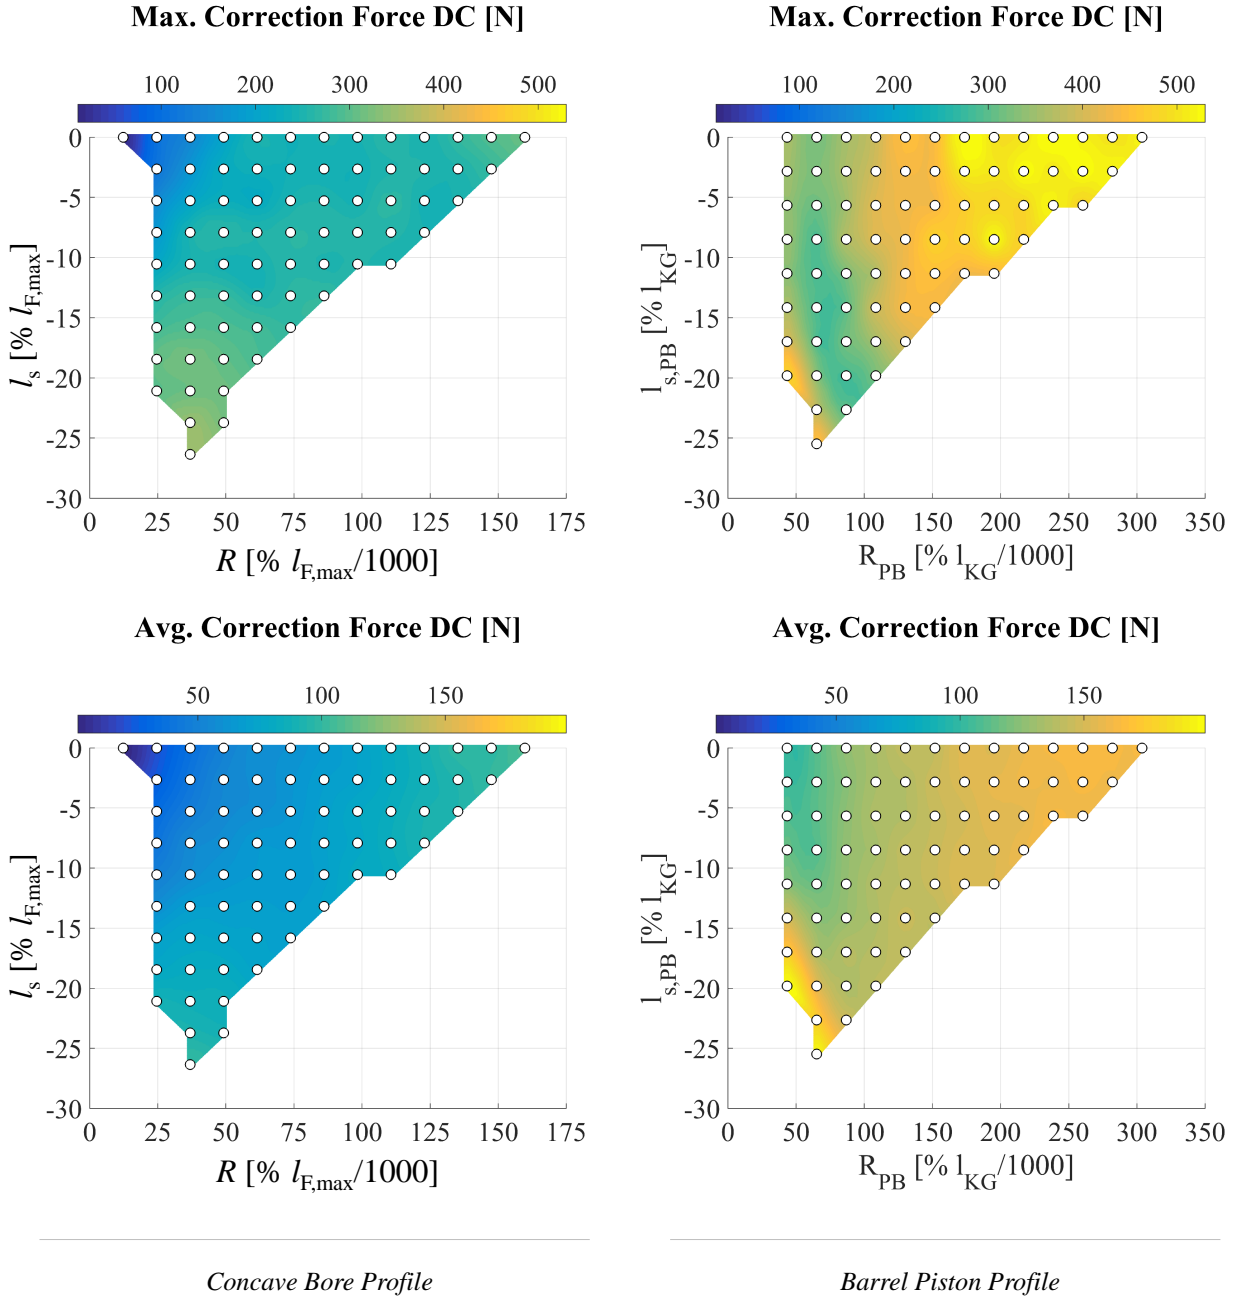 Max. Correction Force DC [N]
100 200 300 400 500
0
-5
-10
-15
-20
-25
-30
l_s [% l_F,max]
0 25 50 75 100 125 150 175
R [% l_F,max/1000]
Max. Correction Force DC [N]
100 200 300 400 500
0
-5
-10
-15
-20
-25
-30
l_s,PB [% l_KG]
0 50 100 150 200 250 300 350
R_PB [% l_KG/1000]
Avg. Correction Force DC [N]
50 100 150
0
-5
-10
-15
-20
-25
-30
l_s [% l_F,max]
0 25 50 75 100 125 150 175
R [% l_F,max/1000]
Avg. Correction Force DC [N]
50 100 150
0
-5
-10
-15
-20
-25
-30
l_s,PB [% l_KG]
0 50 100 150 200 250 300 350
R_PB [% l_KG/1000]
Concave Bore Profile
Barrel Piston Profile